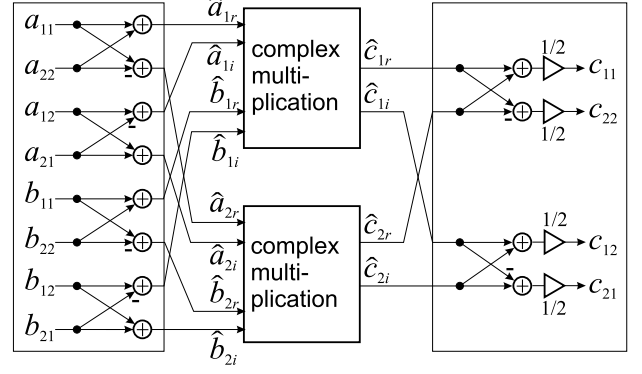 a₁₁
a₂₂
a₁₂
a₂₁
b₁₁
b₂₂
b₁₂
b₂₁
-
-
-
-
â₁ᵣ
â₁ᵢ
b̂₁ᵣ
b̂₁ᵢ
complex
multi-
plication
â₂ᵣ
â₂ᵢ
b̂₂ᵣ
b̂₂ᵢ
complex
multi-
plication
ĉ₁ᵣ
ĉ₁ᵢ
ĉ₂ᵣ
ĉ₂ᵢ
1/2
c₁₁
-
c₂₂
1/2
1/2
c₁₂
-
c₂₁
1/2